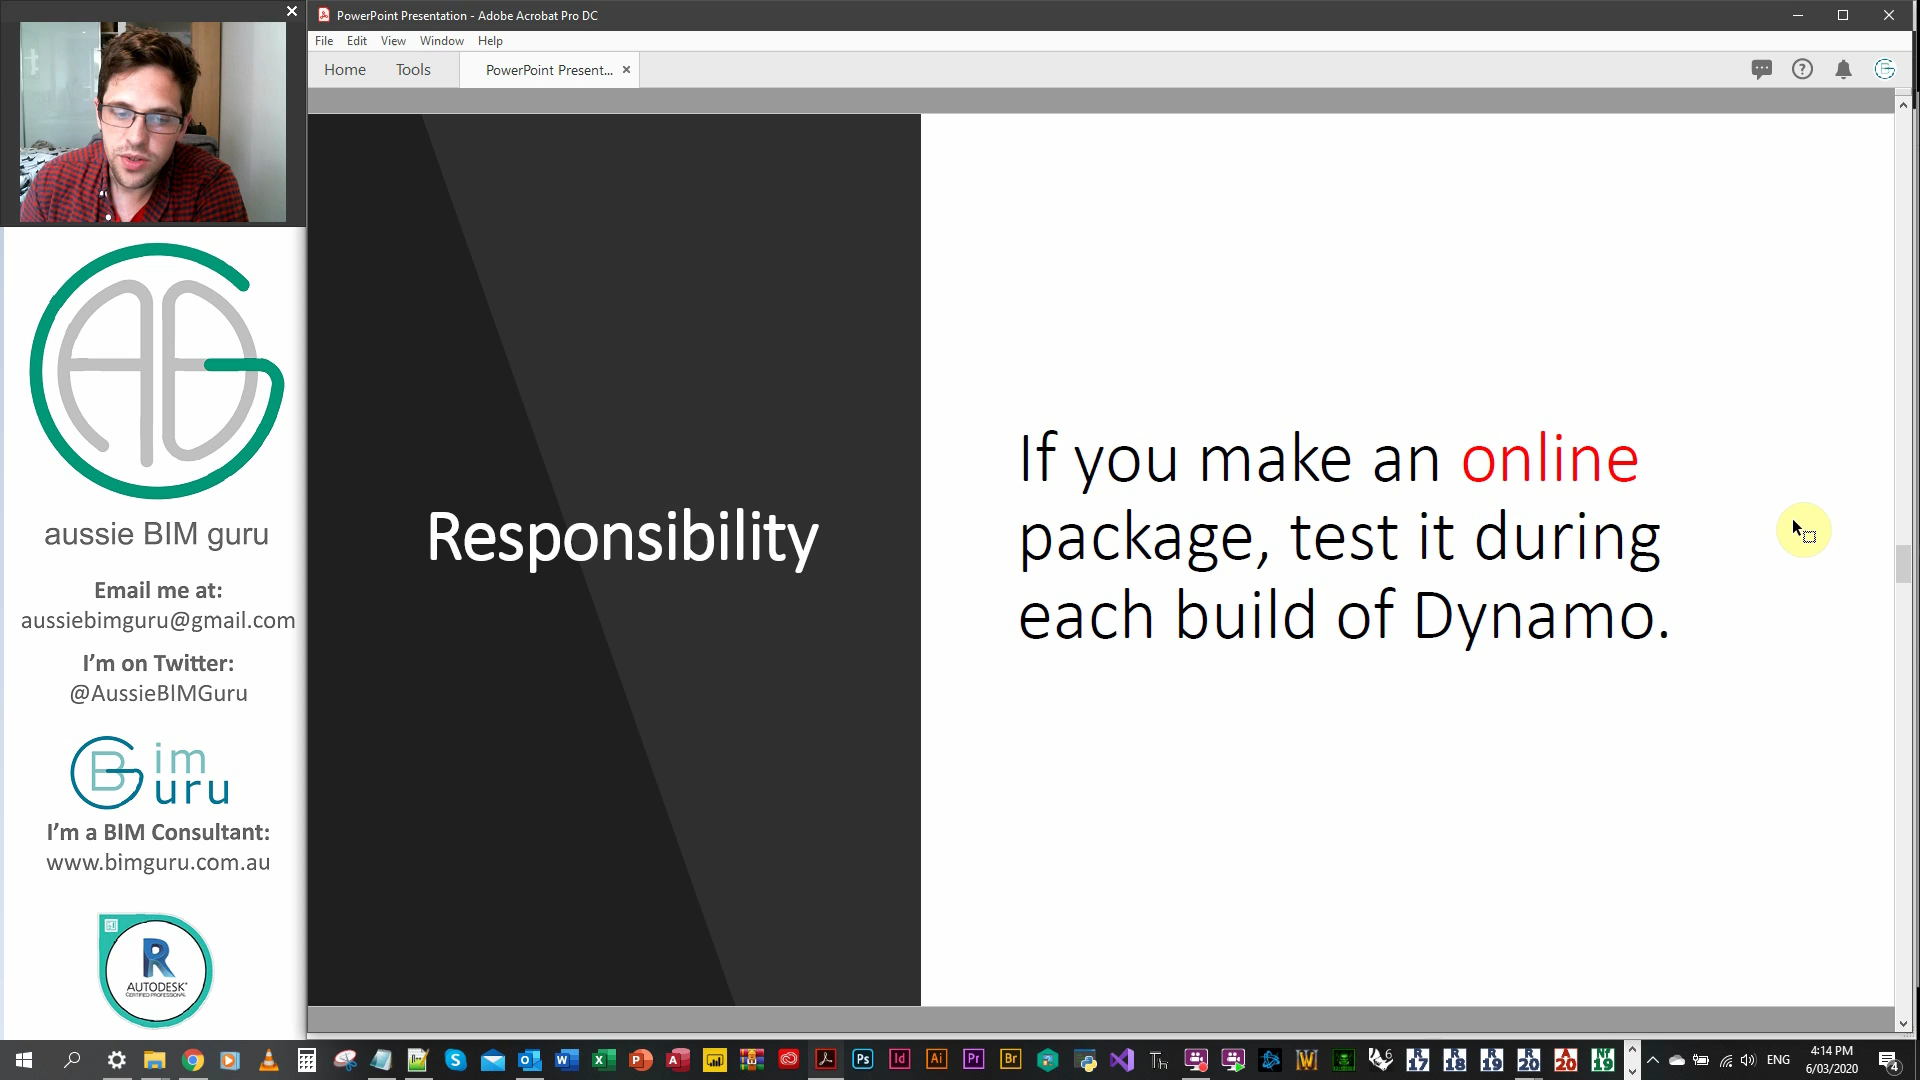 PowerPoint Presentation - Adobe Acrobat Pro DC
File Edit View Window Help
Home Tools PowerPoint Present...
aussie BIM guru
Email me at:
aussiebimguru@gmail.com
I'm on Twitter:
@AussieBIMGuru
BG im
uru
I'm a BIM Consultant:
www.bimguru.com.au
R
AUTODESK
CERTIFIED PROFESSIONAL
Responsibility
If you make an online
package, test it during
each build of Dynamo.
ENG
4:14 PM
6/03/2020